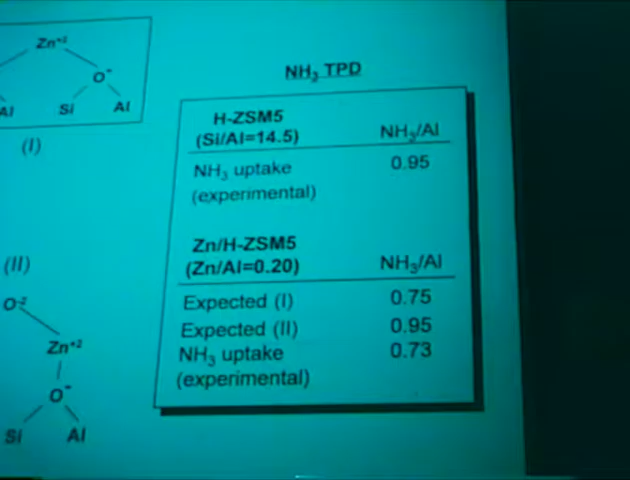 Zn+2
O-
Al
Si
Al
(I)
(II)
O-2
Zn+2
O-
Si
Al
NH3 TPD
H-ZSM5
(Si/Al=14.5) NH3/Al
NH3 uptake 0.95
(experimental)
Zn/H-ZSM5
(Zn/Al=0.20) NH3/Al
Expected (I) 0.75
Expected (II) 0.95
NH3 uptake 0.73
(experimental)